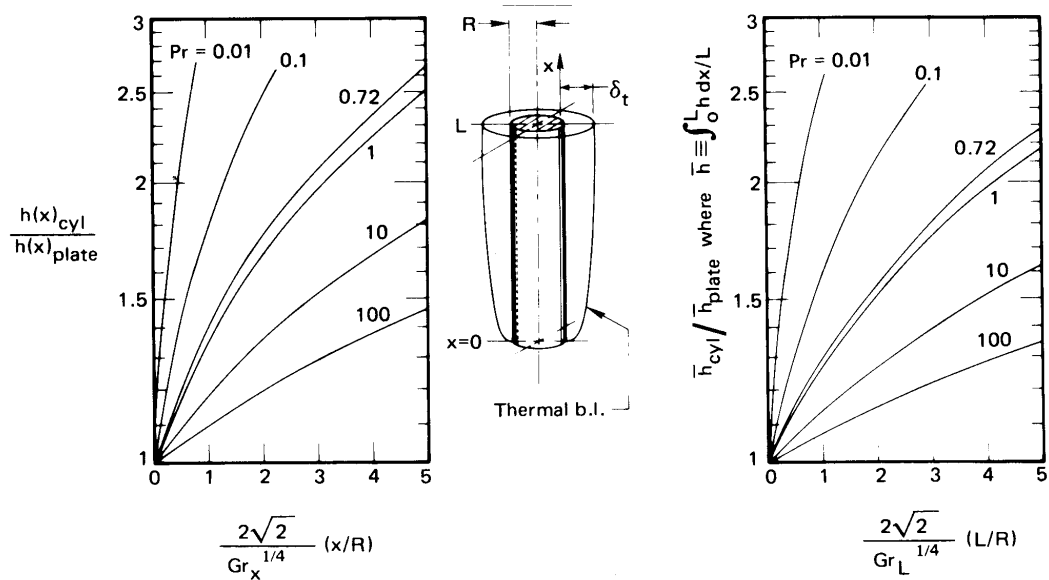 3
2.5
2
1.5
1
h(x)cyl
h(x)plate
Pr = 0.01
0.1
0.72
1
10
100
0 1 2 3 4 5
2√2
Grx^1/4 (x/R)
R
x
δt
L
x=0
Thermal b.l.
3
2.5
2
1.5
1
h̅cyl / h̅plate where h̅ ≡ ∫₀ᴸ h dx/L
Pr = 0.01
0.1
0.72
1
10
100
0 1 2 3 4 5
2√2
GrL^1/4 (L/R)